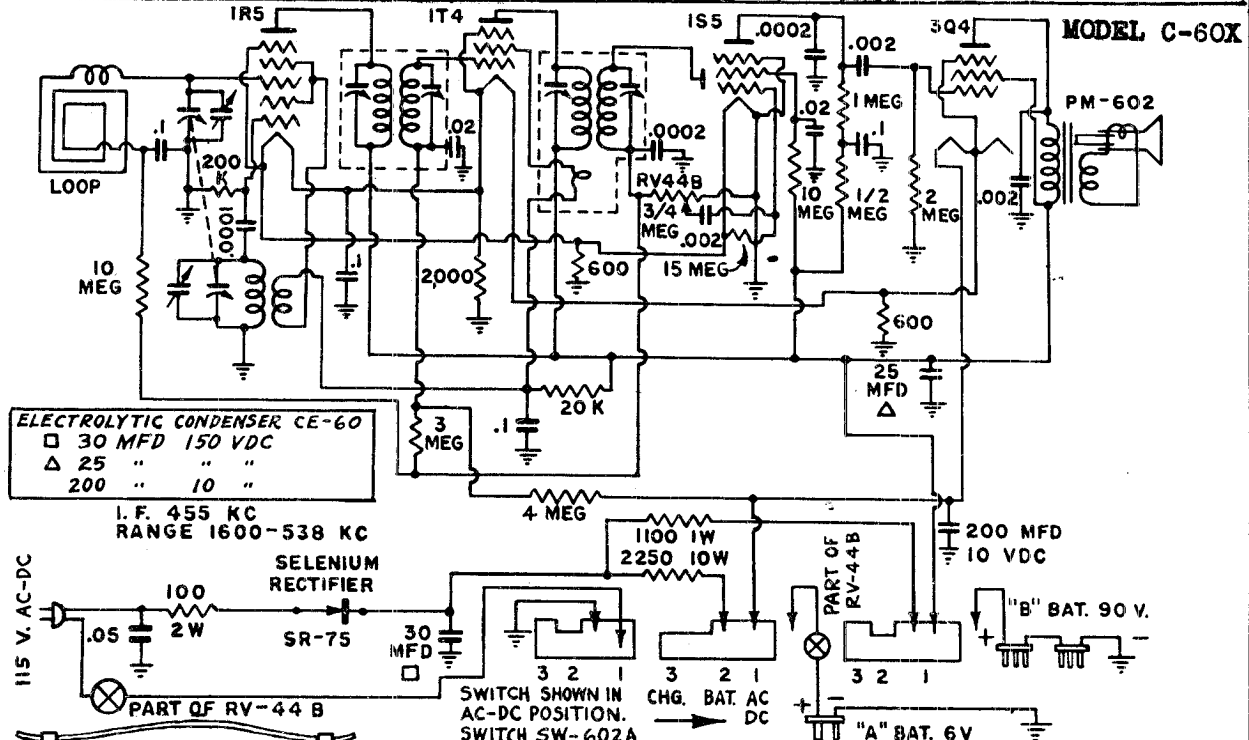 1R5
1T4
1S5
.0002
.002
3Q4
MODEL C-60X
1 MEG
PM-602
.1
.02
.02
.0002
.1
LOOP
200
K
RV44B
3/4
MEG
.002
10
MEG
1/2
MEG
2
MEG
.002
.0001
10
MEG
.1
2,000
600
15 MEG
600
25
MFD
△
20 K
3
MEG
.1
ELECTROLYTIC CONDENSER CE-60
□ 30 MFD 150 VDC
△ 25 " " "
200 " 10 "
I.F. 455 KC
RANGE 1600-538 KC
4 MEG
1100 1W
2250 10W
200 MFD
10 VDC
PART OF
RV-44B
SELENIUM
RECTIFIER
100
2W
SR-75
115 V. AC-DC
.05
30
MFD
□
"B" BAT. 90 V.
+ -
3 2 1
3 2 1
3 2 1
PART OF RV-44B
SWITCH SHOWN IN
AC-DC POSITION.
SWITCH SW-602A
CHG. BAT. AC
DC
+ -
"A" BAT. 6V